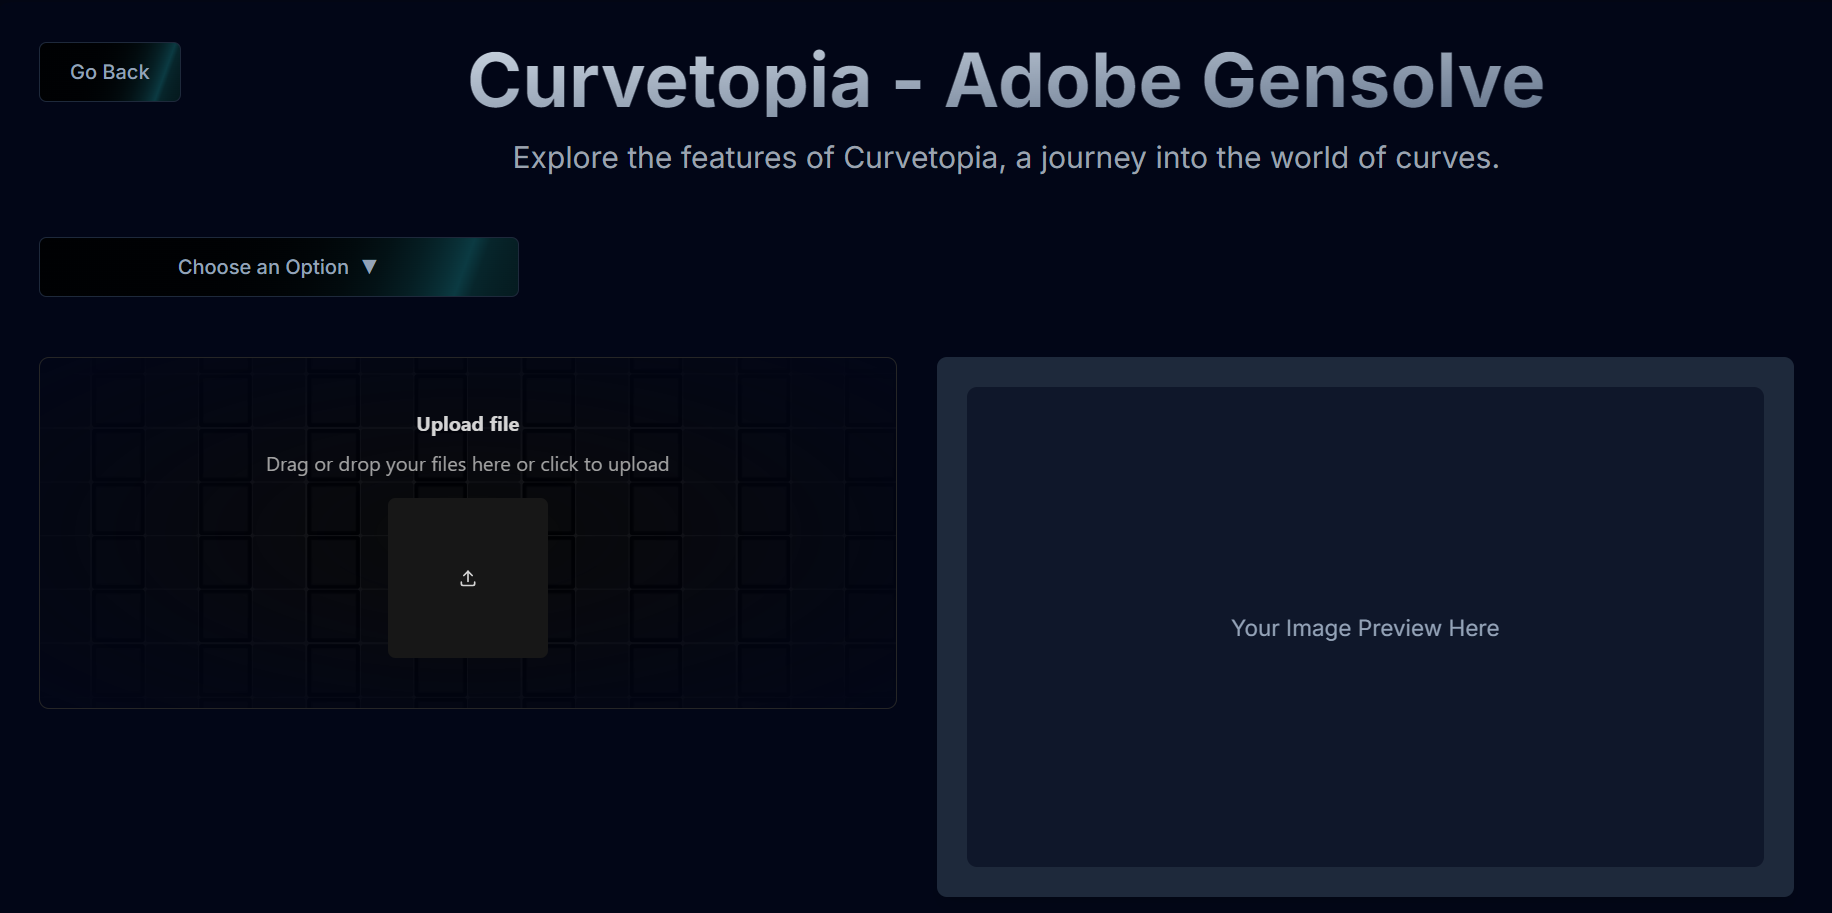 Go Back
Curvetopia - Adobe Gensolve
Explore the features of Curvetopia, a journey into the world of curves.
Choose an Option ▼
Upload file
Drag or drop your files here or click to upload
Your Image Preview Here